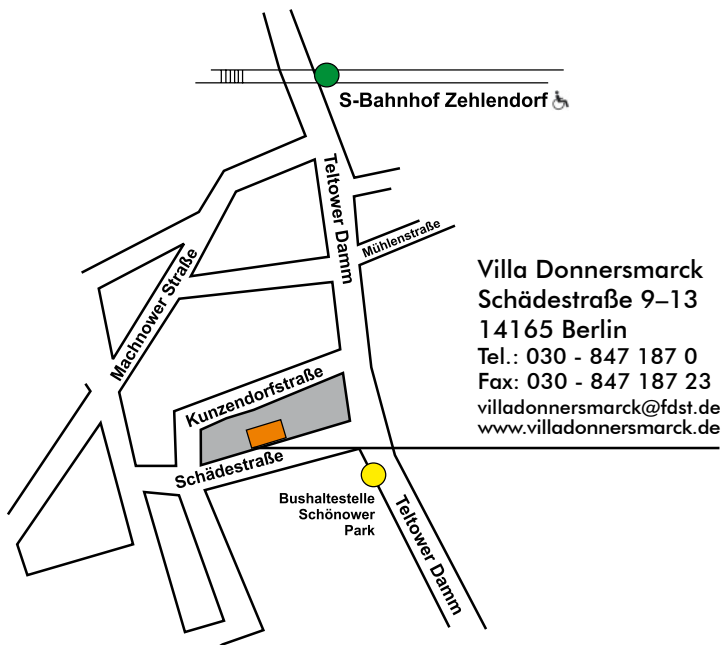 S-Bahnhof Zehlendorf
Teltower Damm
Mühlenstraße
Machnower Straße
Villa Donnersmarck
Schädestraße 9–13
14165 Berlin
Tel.: 030 - 847 187 0
Fax: 030 - 847 187 23
villadonnersmarck@fdst.de
www.villadonnersmarck.de
Kunzendorfstraße
Schädestraße
Bushaltestelle
Schönower
Park
Teltower Damm